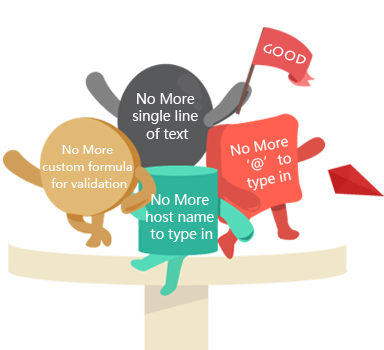 GOOD
No More
single line
of text
No More
custom formula
for validation
No More
'@' to
type in
No More
host name
to type in